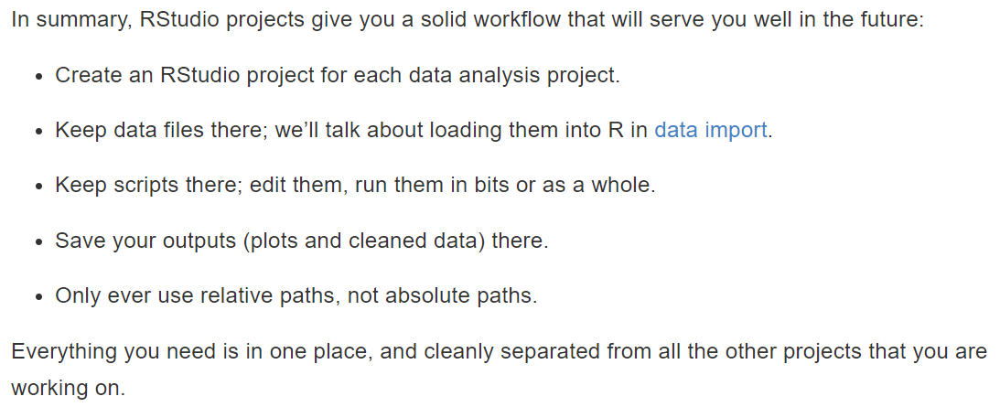 In summary, RStudio projects give you a solid workflow that will serve you well in the future:
• Create an RStudio project for each data analysis project.
• Keep data files there; we’ll talk about loading them into R in data import.
• Keep scripts there; edit them, run them in bits or as a whole.
• Save your outputs (plots and cleaned data) there.
• Only ever use relative paths, not absolute paths.
Everything you need is in one place, and cleanly separated from all the other projects that you are
working on.